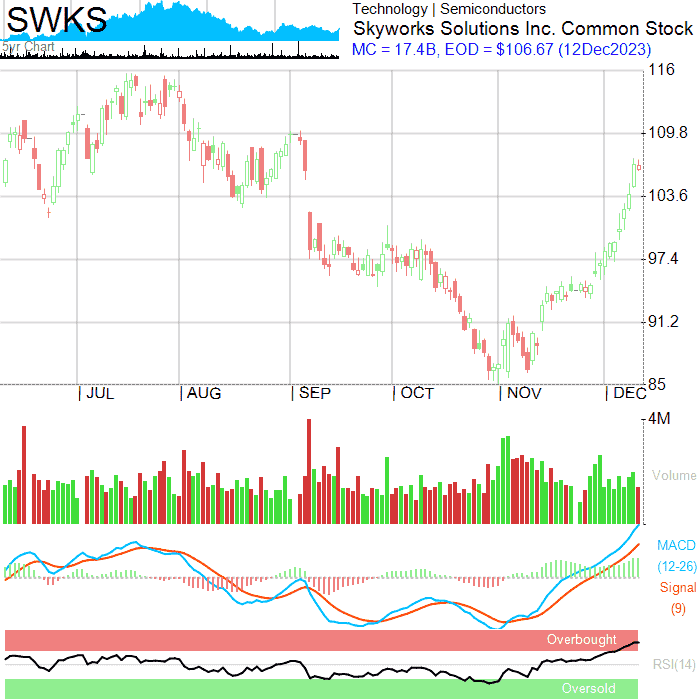 SWKS
5yr Chart
Technology | Semiconductors
Skyworks Solutions Inc. Common Stock
MC = 17.4B, EOD = $106.67 (12Dec2023)
116
109.8
103.6
97.4
91.2
85
JUL AUG SEP OCT NOV DEC
4M
Volume
MACD
(12-26)
Signal
(9)
Overbought
RSI(14)
Oversold